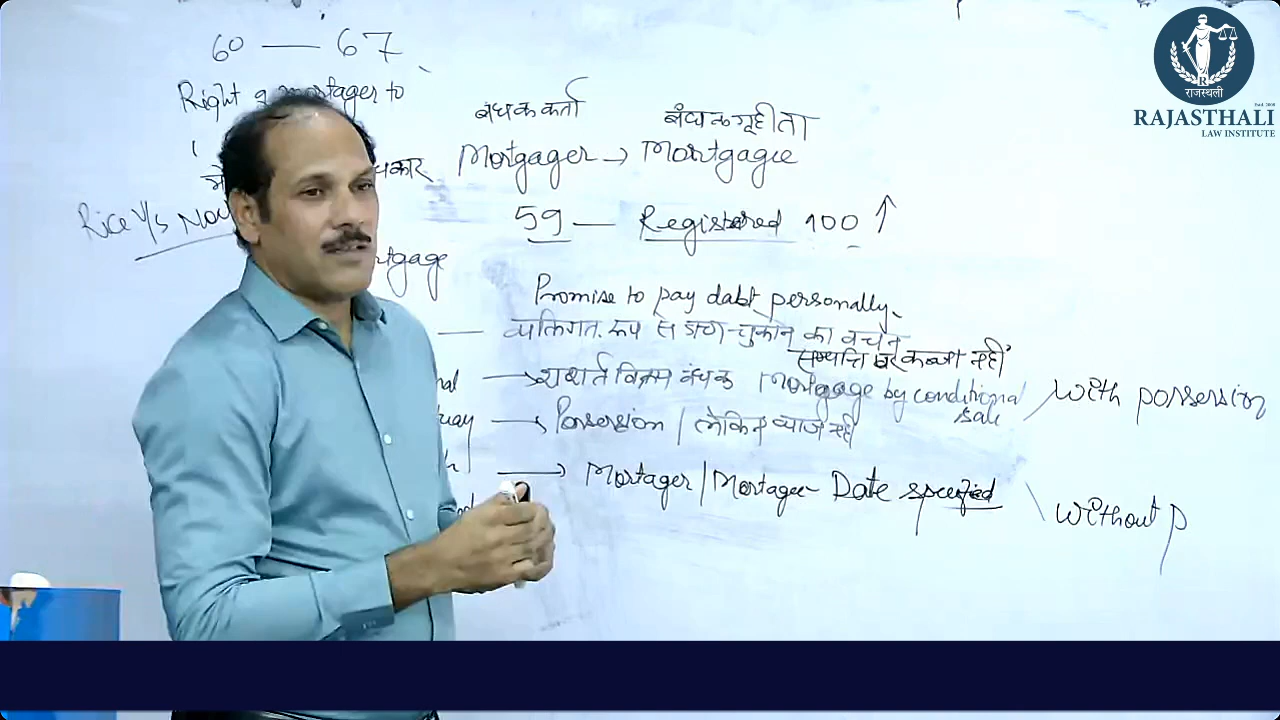 60 — 67
Right of mortager to
बंधककर्ता बंधकगृहीता
Mortgager → Mortgagee
Rice V/s
59 — Registered 100 ↑
Promise to pay dabt personally
— व्यक्तिगत रूप से ऋण चुकाने का वचन
सम्पत्ति पर कब्जा नहीं
→ सशर्त विक्रय बंधक Mortgage by conditional sale
With possession
→ Possession / लेकिन ब्याज नहीं
→ Mortager / Mortagee Date specified
Without P
राजस्थली
RAJASTHALI
LAW INSTITUTE